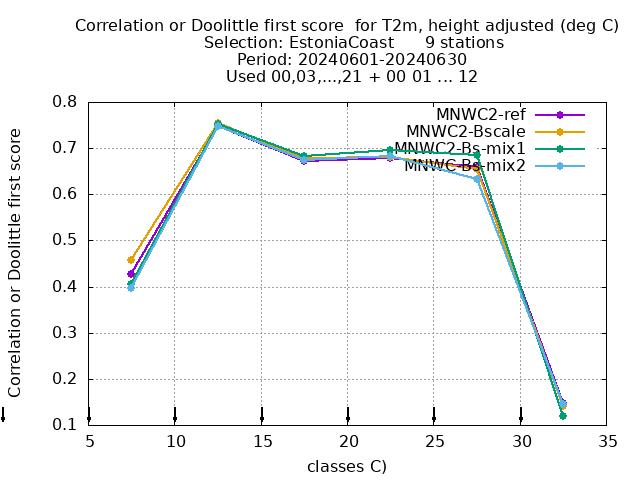 Correlation or Doolittle first score  for T2m, height adjusted (deg C)
Selection: EstoniaCoast      9 stations
Period: 20240601-20240630
Used 00,03,...,21 + 00 01 ... 12
Correlation or Doolittle first score
0.8
0.7
0.6
0.5
0.4
0.3
0.2
0.1
MNWC2-ref
MNWC2-Bscale
MNWC2-Bs-mix1
MNWC-Bs-mix2
5 10 15 20 25 30 35
classes C)